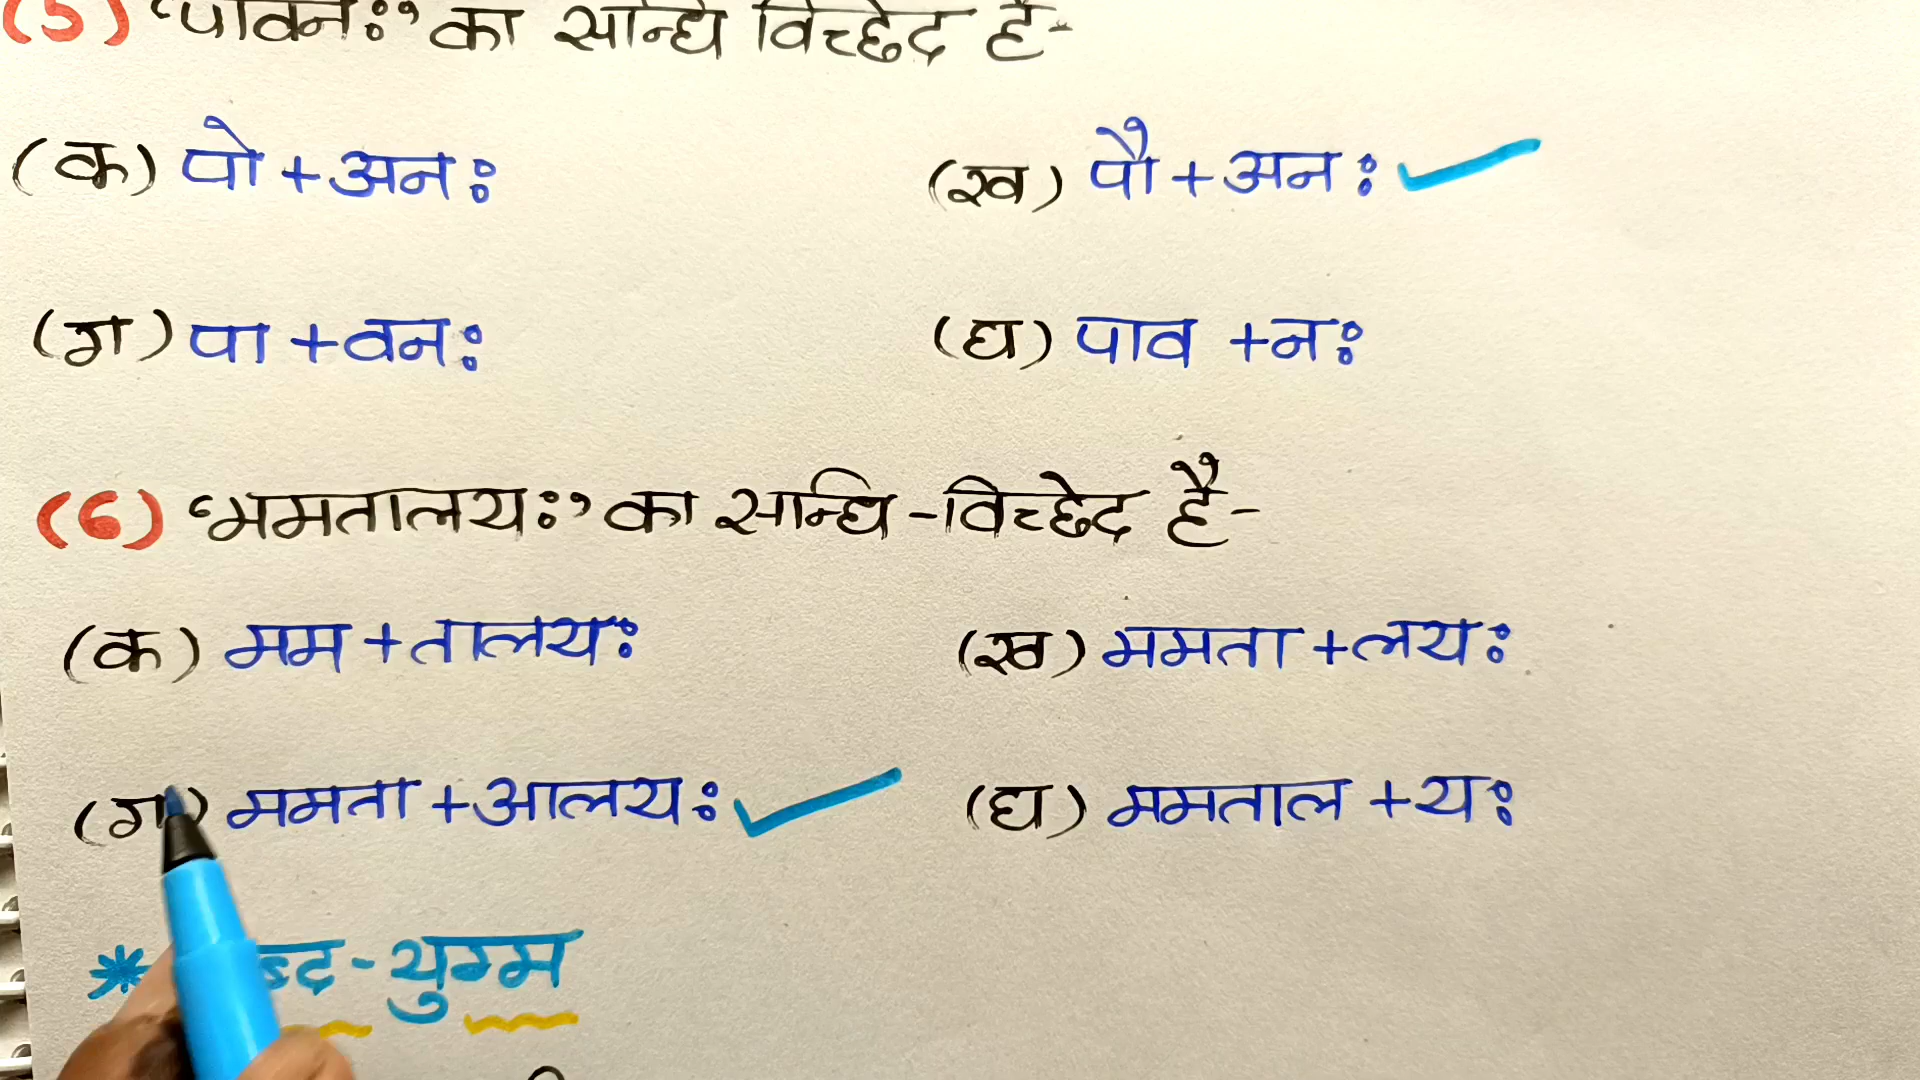 (5) ‘पावनः’ का सन्धि विच्छेद है-
(क) पो + अनः (ख) पौ + अनः ✓
(ग) पा + वनः (घ) पाव + नः
(6) ‘ममतालयः’ का सन्धि - विच्छेद है-
(क) मम + तालयः (ख) ममता + लयः
(ग) ममता + आलयः ✓ (घ) ममताल + यः
युग्म